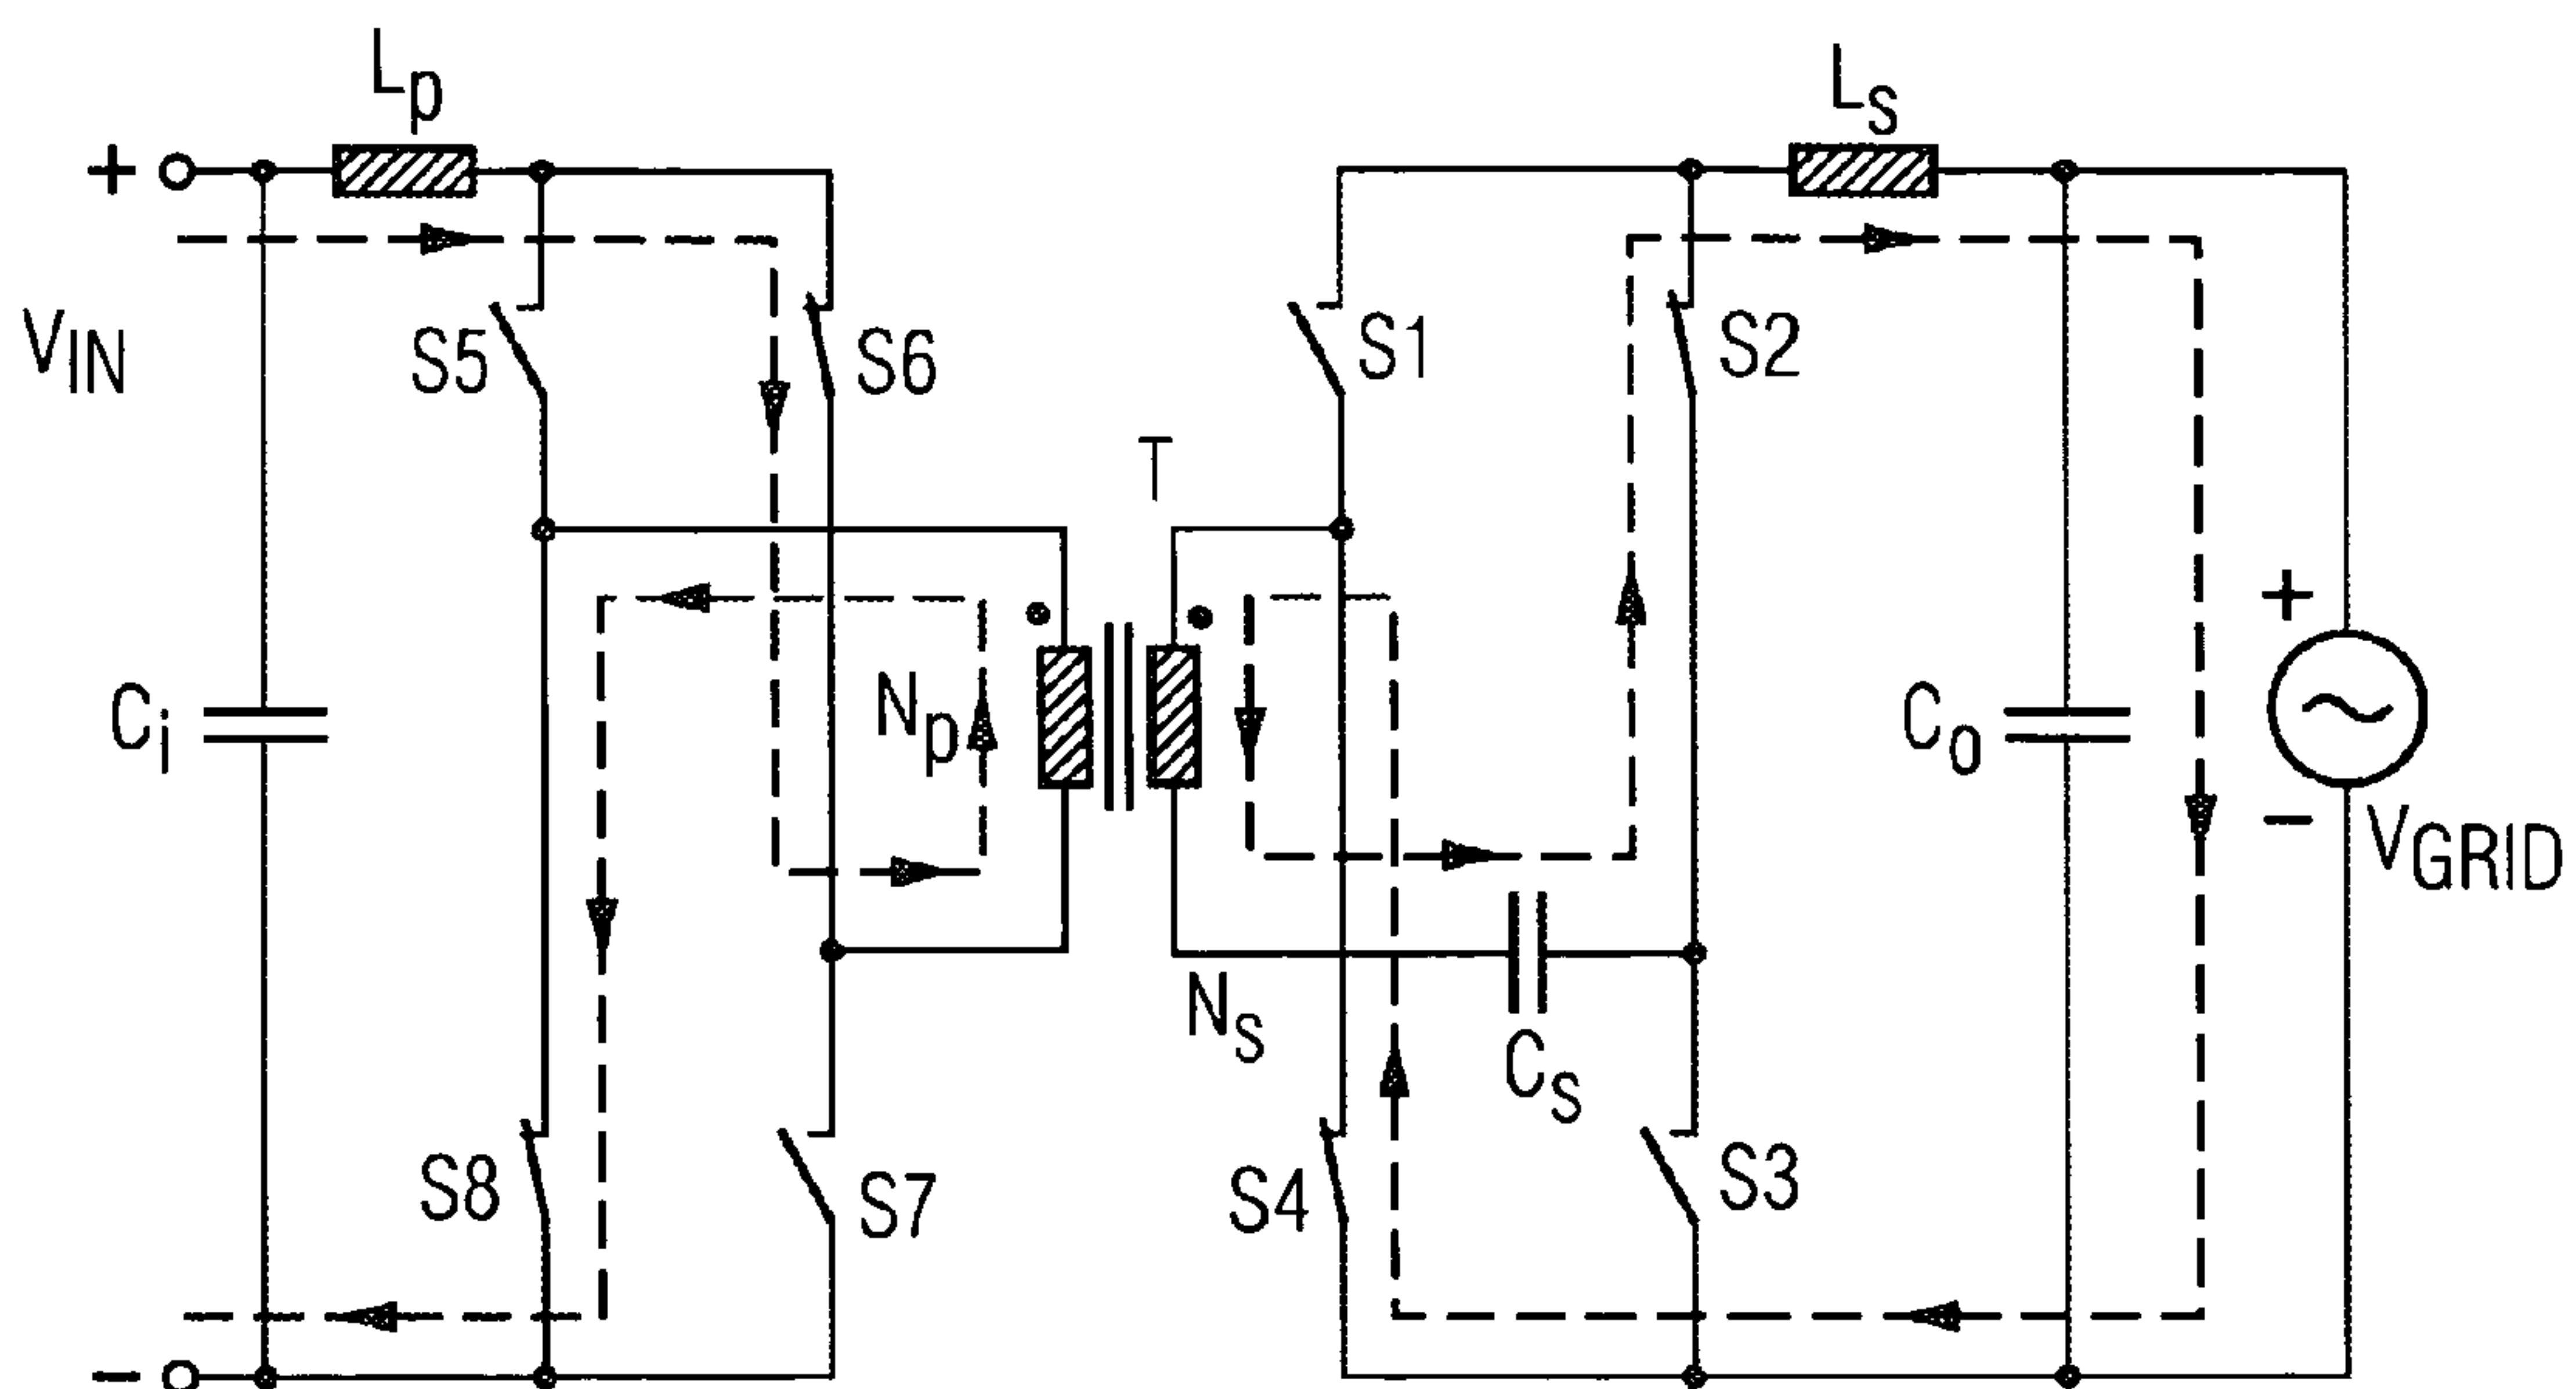 Lp
Ls
+
VIN
S5
S6
S1
S2
T
+
Ci
Np
Co
−
VGRID
Ns
Cs
S8
S7
S4
S3
−